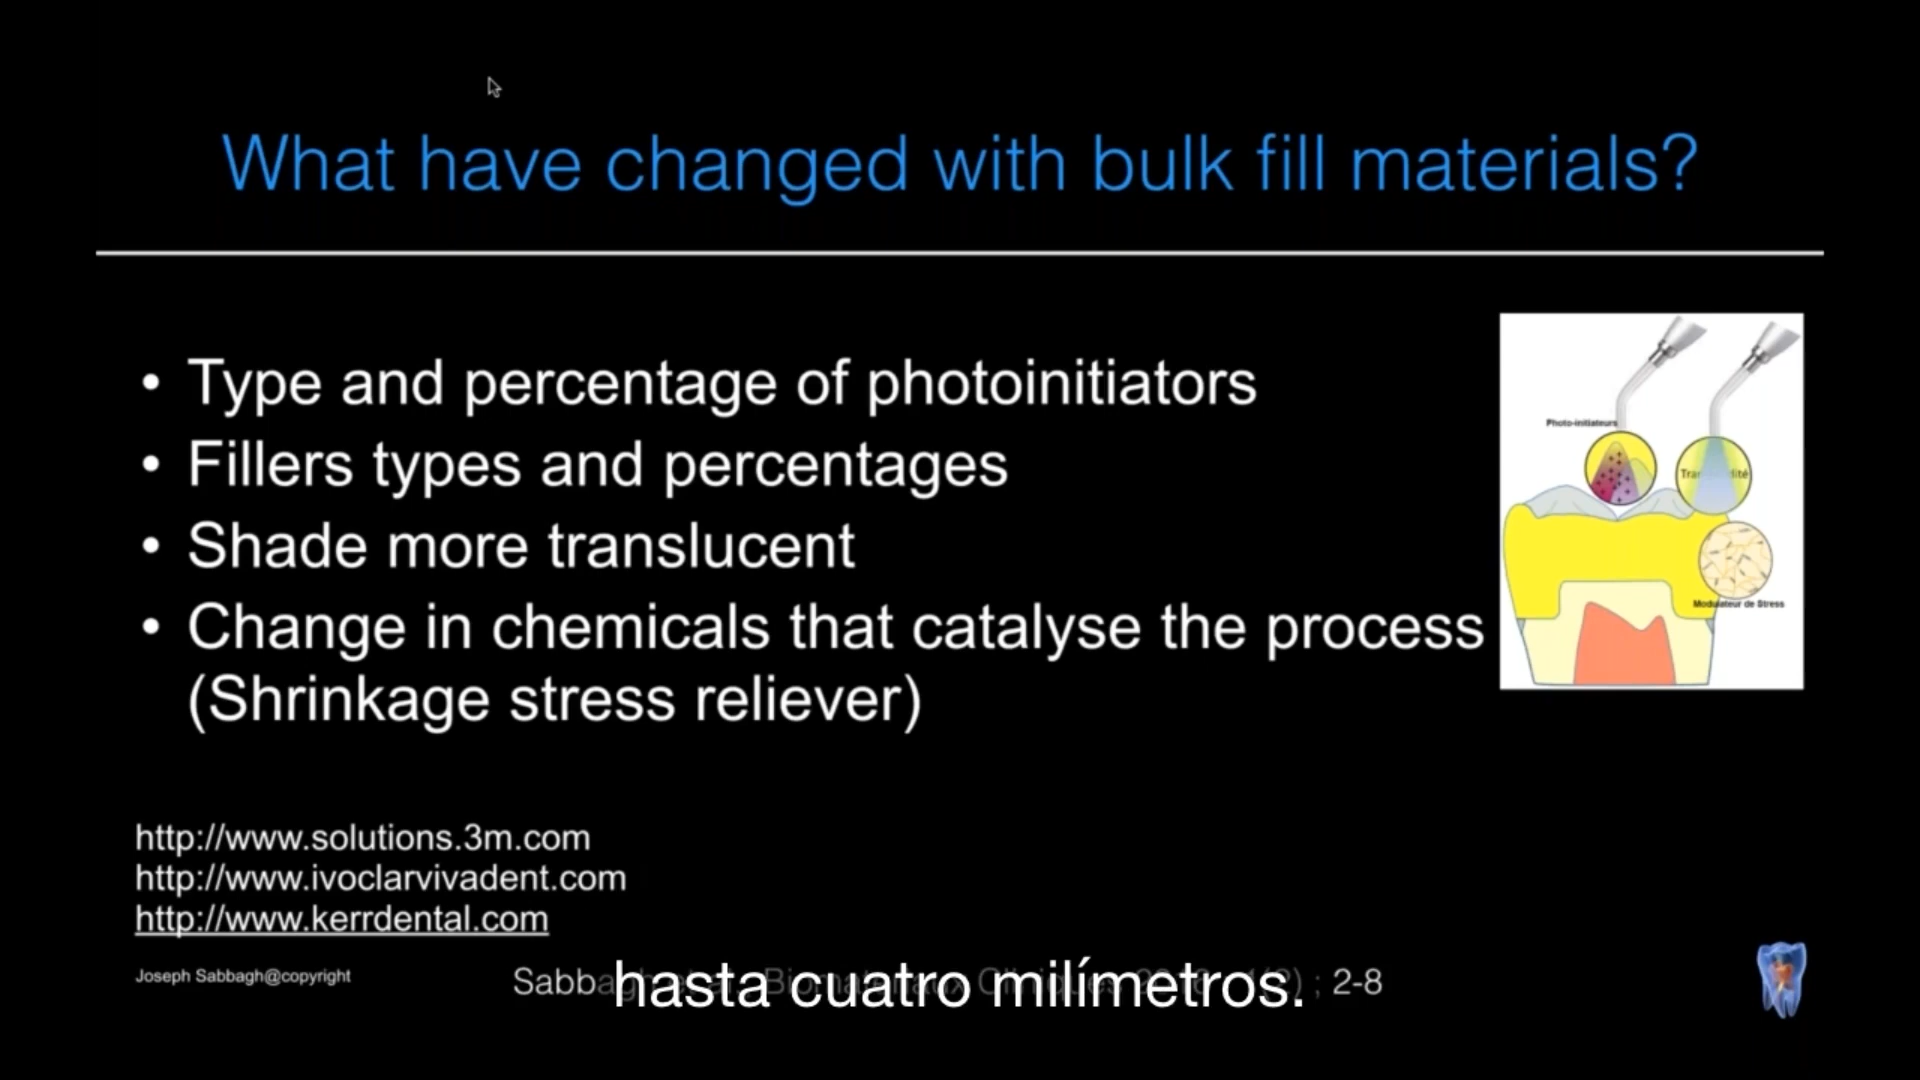 What have changed with bulk fill materials?
• Type and percentage of photoinitiators
• Fillers types and percentages
• Shade more translucent
• Change in chemicals that catalyse the process
(Shrinkage stress reliever)
Photo-initiateurs
Modulateur de Stress
http://www.solutions.3m.com
http://www.ivoclarvivadent.com
http://www.kerrdental.com
Joseph Sabbagh@copyright
; 2-8
hasta cuatro milímetros.